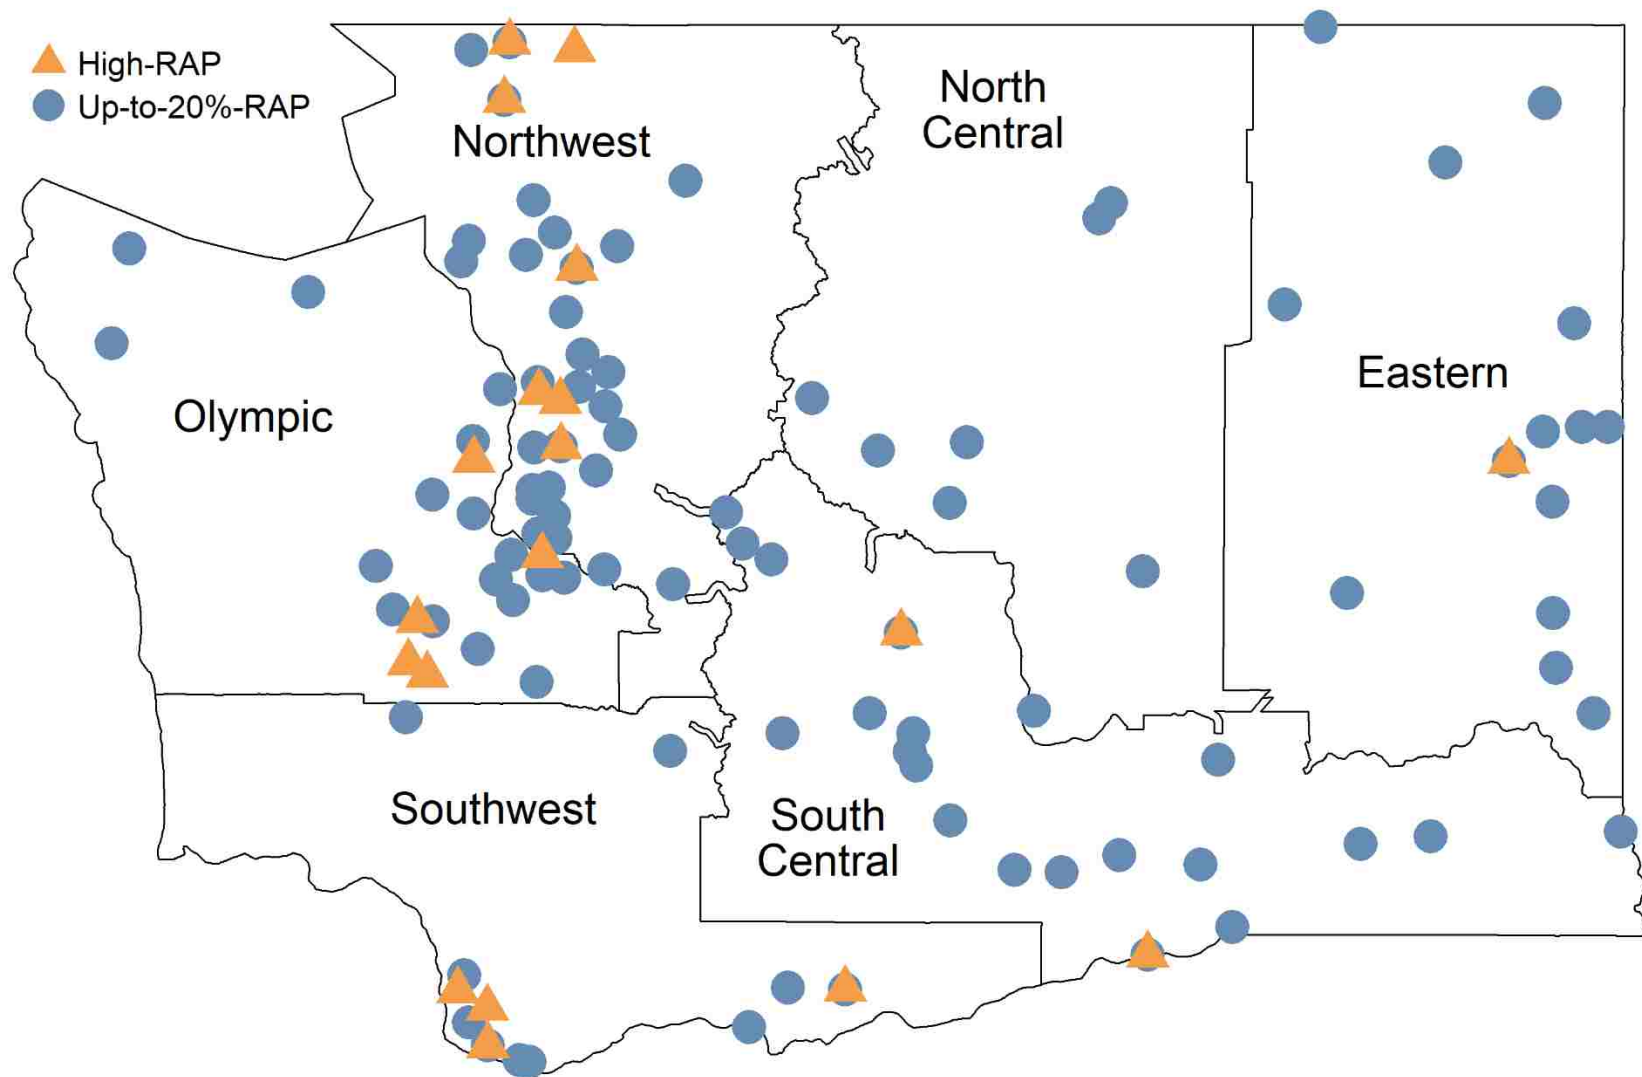 High-RAP
Up-to-20%-RAP
North
Central
Northwest
Eastern
Olympic
Southwest
South
Central